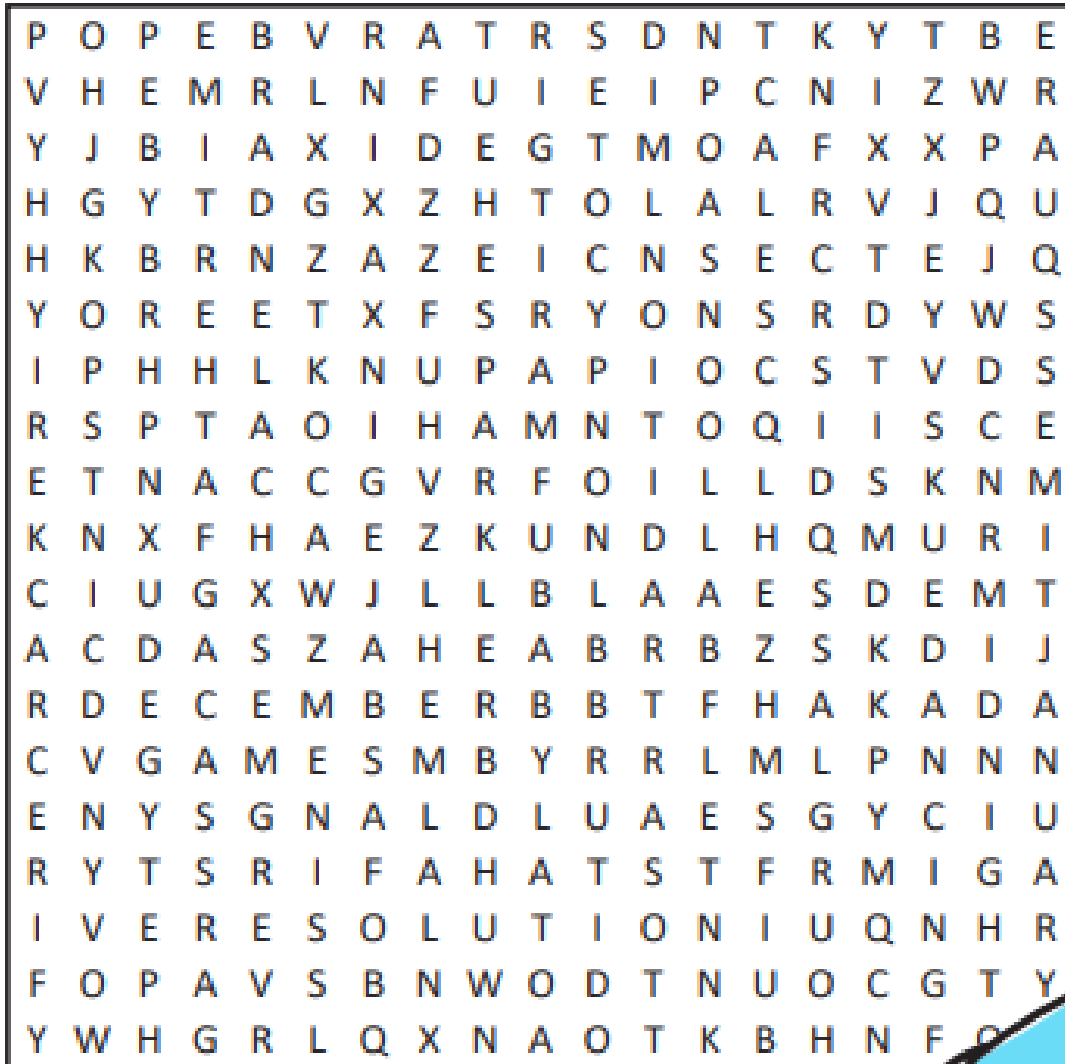 P O P E B V R A T R S D N T K Y T B E
V H E M R L N F U I E I P C N I Z W R
Y J B I A X I D E G T M O A F X X P A
H G Y T D G X Z H T O L A L R V J Q U
H K B R N Z A Z E I C N S E C T E J Q
Y O R E E T X F S R Y O N S R D Y W S
I P H H L K N U P A P I O C S T V D S
R S P T A O I H A M N T O Q I I S C E
E T N A C C G V R F O I L L D S K N M
K N X F H A E Z K U N D L H Q M U R I
C I U G X W J L L B L A A E S D E M T
A C D A S Z A H E A B R B Z S K D I J
R D E C E M B E R B B T F H A K A D A
C V G A M E S M B Y R R L M L P N N N
E N Y S G N A L D L U A E S G Y C I U
R Y T S R I F A H A T S T F R M I G A
I V E R E S O L U T I O N I U Q N H R
F O P A V S B N W O D T N U O C G T Y
Y W H G R L Q X N A O T K B H N F